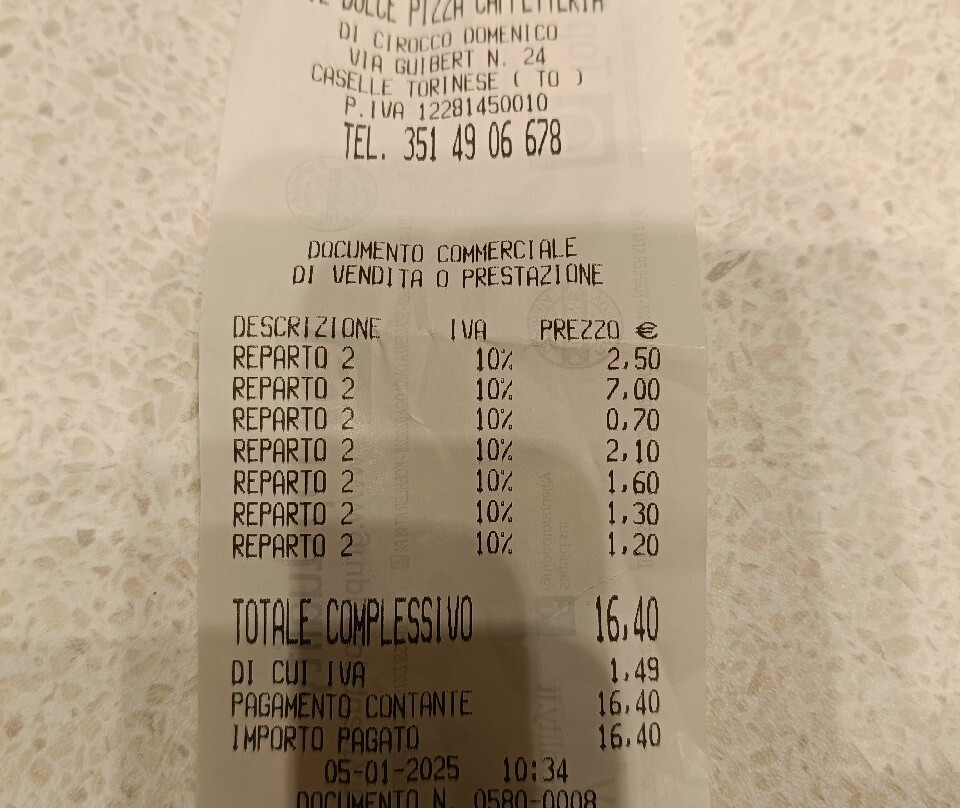 DOLCE PIZZA CAFFETTERIA
DI CIROCCO DOMENICO
VIA GUIBERT N. 24
CASELLE TORINESE ( TO )
P.IVA 12281450010
TEL. 351 49 06 678
DOCUMENTO COMMERCIALE
DI VENDITA O PRESTAZIONE
DESCRIZIONE IVA PREZZO €
REPARTO 2 10% 2,50
REPARTO 2 10% 7,00
REPARTO 2 10% 0,70
REPARTO 2 10% 2,10
REPARTO 2 10% 1,60
REPARTO 2 10% 1,30
REPARTO 2 10% 1,20
TOTALE COMPLESSIVO 16,40
DI CUI IVA 1,49
PAGAMENTO CONTANTE 16,40
IMPORTO PAGATO 16,40
05-01-2025 10:34
DOCUMENTO N. 0580-0008